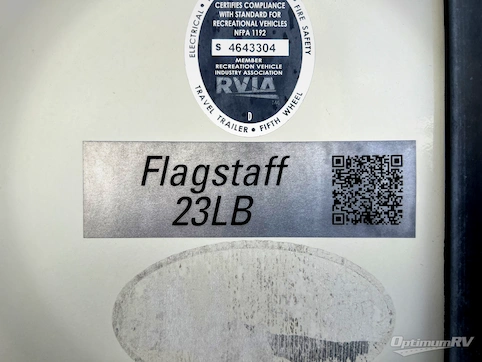 ELECTRICAL •
• FIRE SAFETY
CERTIFIES COMPLIANCE
WITH STANDARD FOR
RECREATIONAL VEHICLES
NFPA 1192
S 4643304
MEMBER
RECREATION VEHICLE
INDUSTRY ASSOCIATION
RVIA
D
TRAVEL TRAILER • FIFTH WHEEL
Flagstaff
23LB
OptimumRV